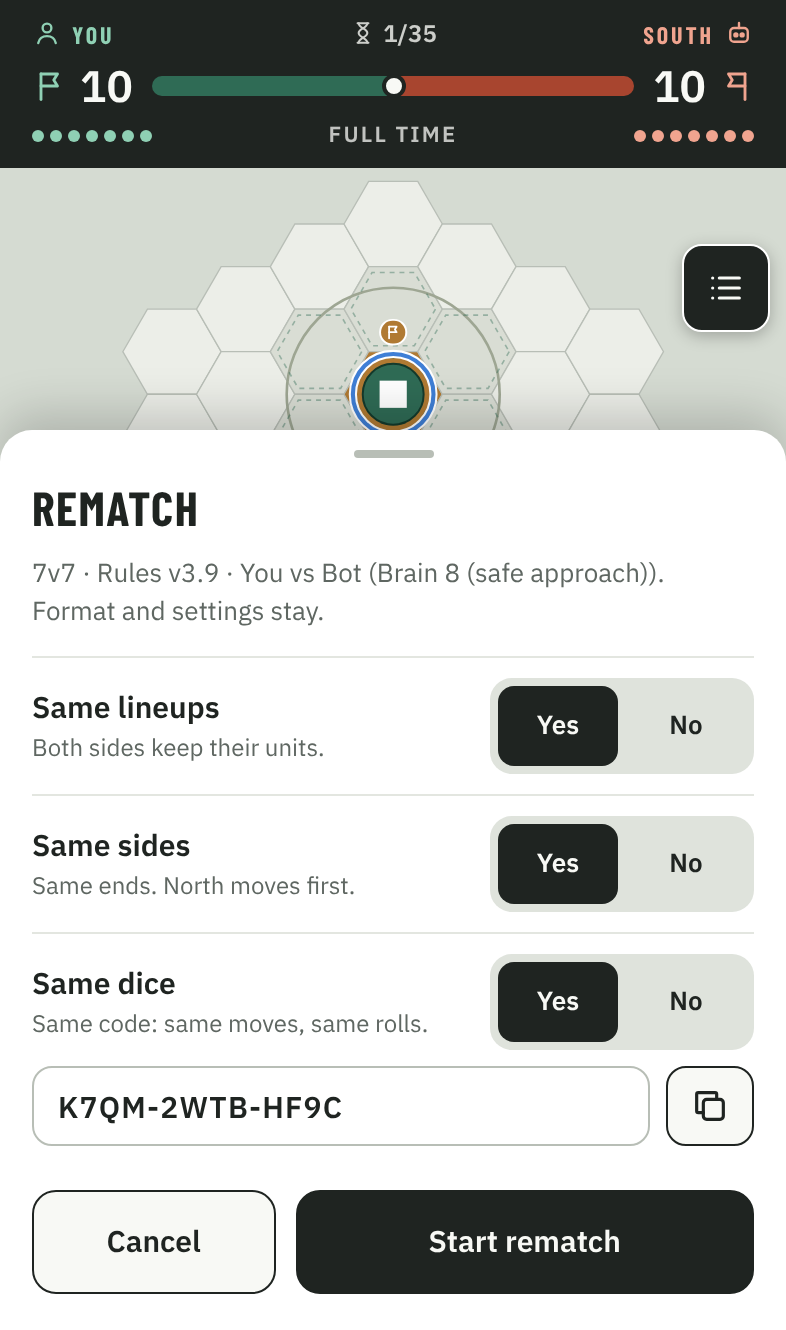 YOU
1/35
SOUTH
10
10
FULL TIME
REMATCH
7v7 · Rules v3.9 · You vs Bot (Brain 8 (safe approach)).
Format and settings stay.
Same lineups
Both sides keep their units.
Yes
No
Same sides
Same ends. North moves first.
Yes
No
Same dice
Same code: same moves, same rolls.
Yes
No
K7QM-2WTB-HF9C
Cancel
Start rematch